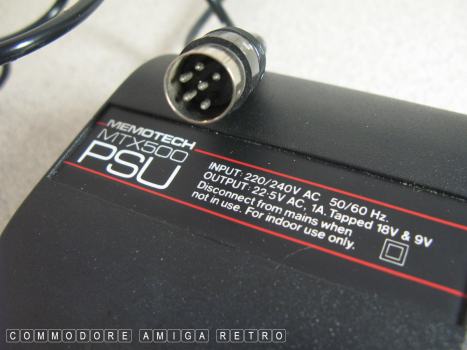 MEMOTECH
MTX500
PSU
INPUT: 220/240V AC 50/60 Hz.
OUTPUT: 22·5V AC, 1A. Tapped 18V & 9V
Disconnect from mains when
not in use. For indoor use only.
COMMODORE AMIGA RETRO